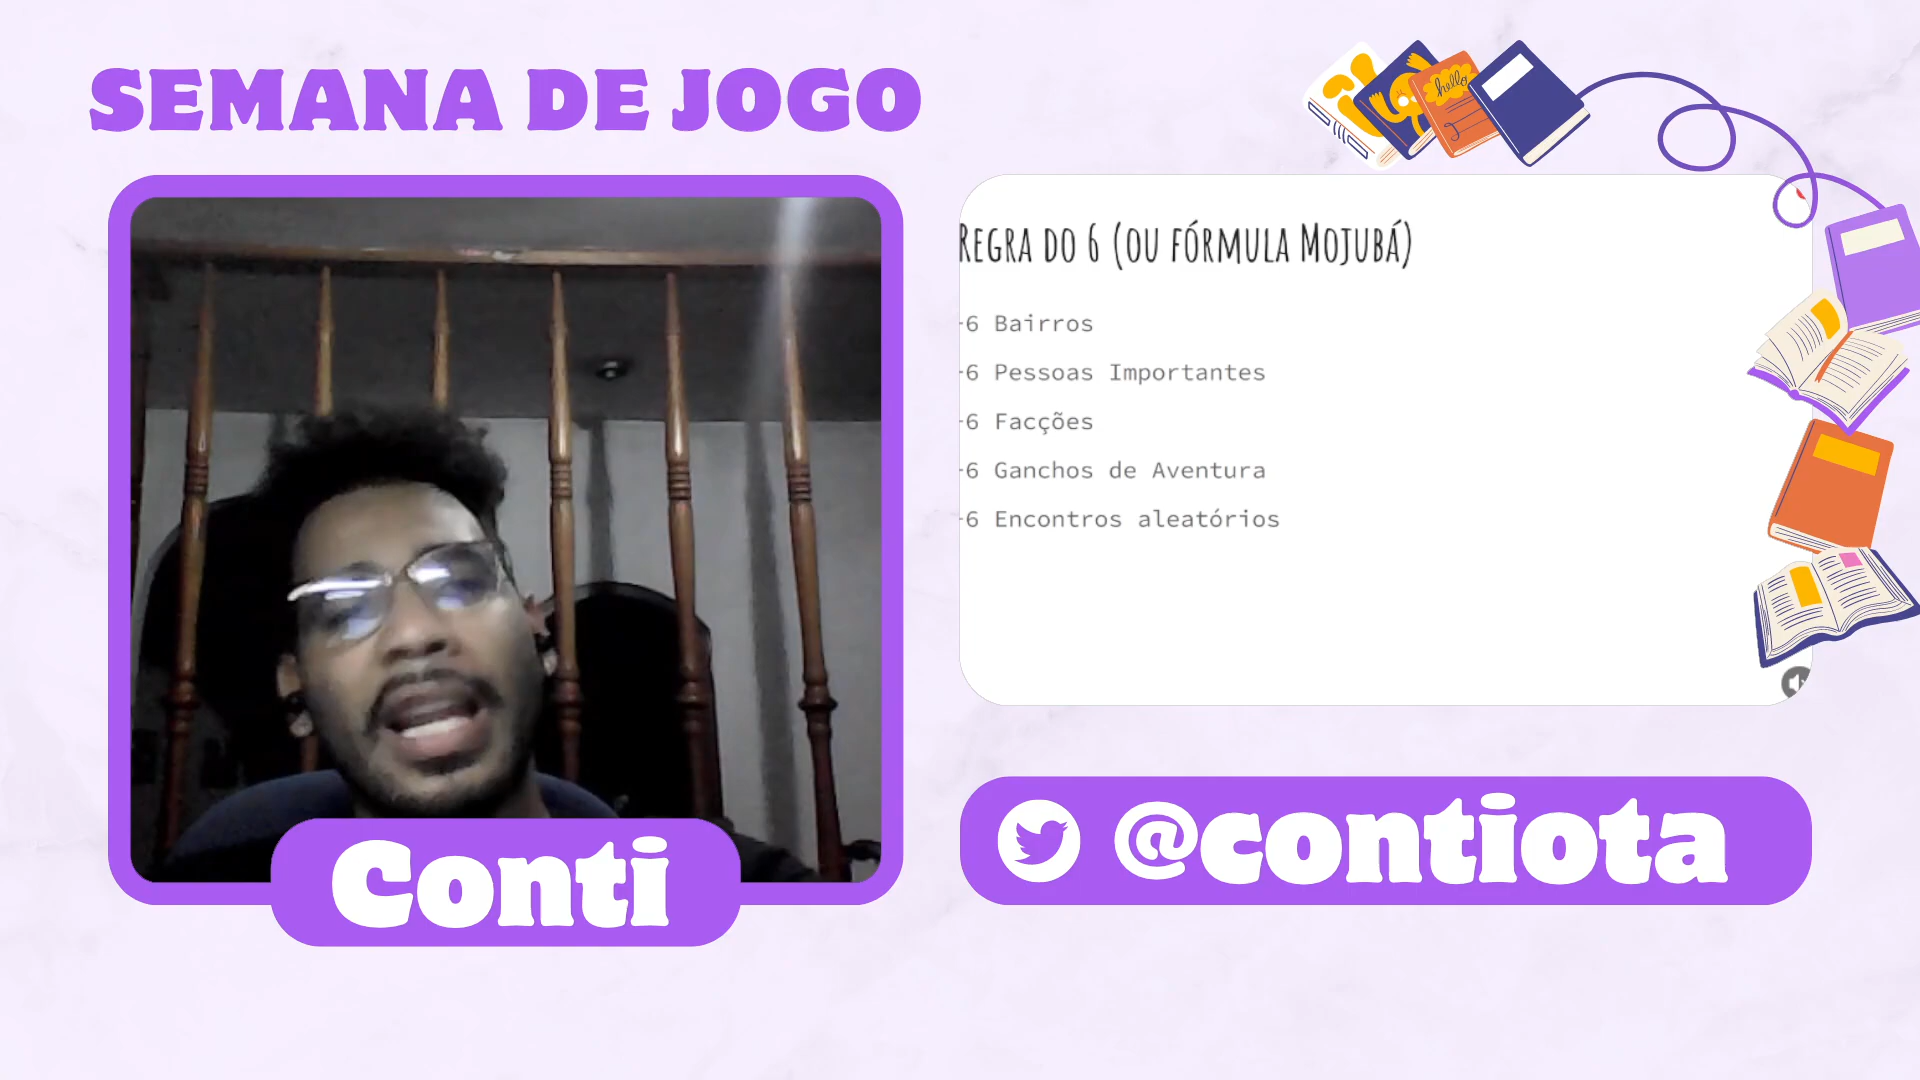 SEMANA DE JOGO
hello
REGRA DO 6 (OU FÓRMULA MOJUBÁ)
-6 Bairros
-6 Pessoas Importantes
-6 Facções
-6 Ganchos de Aventura
-6 Encontros aleatórios
Conti
@contiota